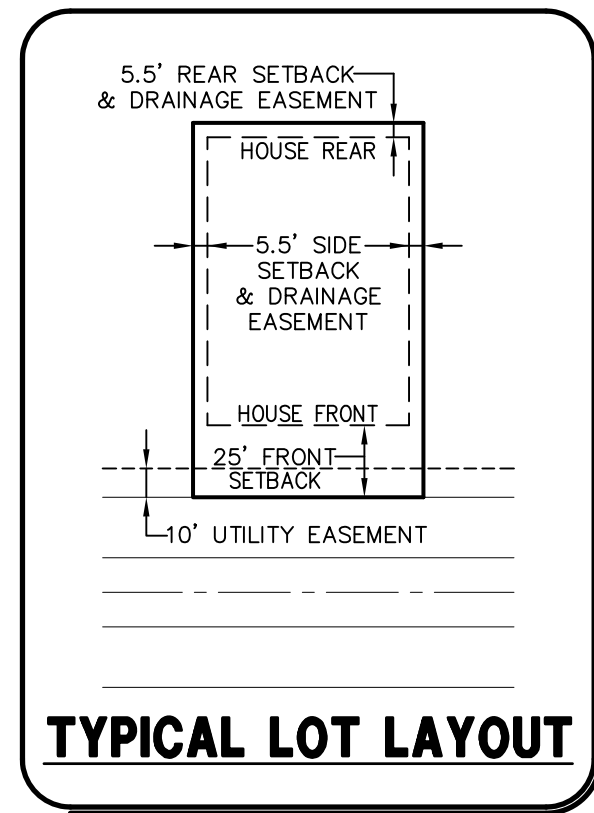 5.5' REAR SETBACK
& DRAINAGE EASEMENT
HOUSE REAR
5.5' SIDE
SETBACK
& DRAINAGE
EASEMENT
HOUSE FRONT
25' FRONT
SETBACK
10' UTILITY EASEMENT
TYPICAL LOT LAYOUT